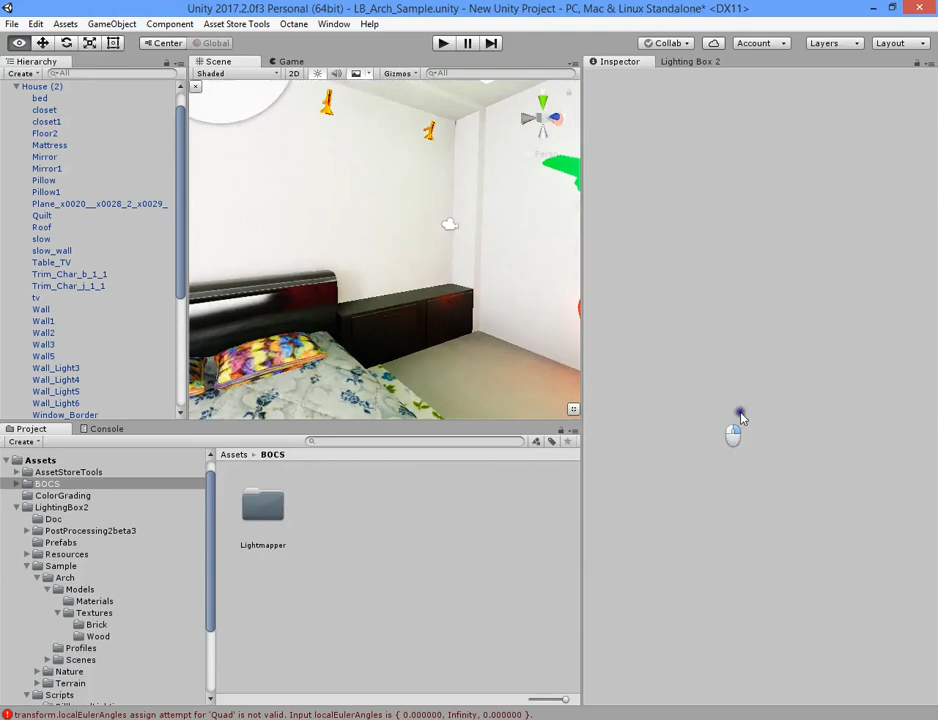 Unity 2017.2.0f3 Personal (64bit) - LB_Arch_Sample.unity - New Unity Project - PC, Mac & Linux Standalone* <DX11>
File Edit Assets GameObject Component Asset Store Tools Octane Window Help
Center Global Collab Account Layers Layout
Hierarchy
Create All
House (2)
bed
closet
closet1
Floor2
Mattress
Mirror
Mirror1
Pillow
Pillow1
Plane_x0020__x0028_2_x0029_
Quilt
Roof
slow
slow_wall
Table_TV
Trim_Char_b_1_1
Trim_Char_j_1_1
tv
Wall
Wall1
Wall2
Wall3
Wall5
Wall_Light3
Wall_Light4
Wall_Light5
Wall_Light6
Window_Border
Scene Game
Shaded 2D Gizmos All
Persp
Inspector Lighting Box 2
Project Console
Create
Assets
AssetStoreTools
BOCS
ColorGrading
LightingBox2
Doc
PostProcessing2beta3
Prefabs
Resources
Sample
Arch
Models
Materials
Textures
Brick
Wood
Profiles
Scenes
Nature
Terrain
Scripts
Assets BOCS
Lightmapper
transform.localEulerAngles assign attempt for 'Quad' is not valid. Input localEulerAngles is { 0.000000, Infinity, 0.000000 }.